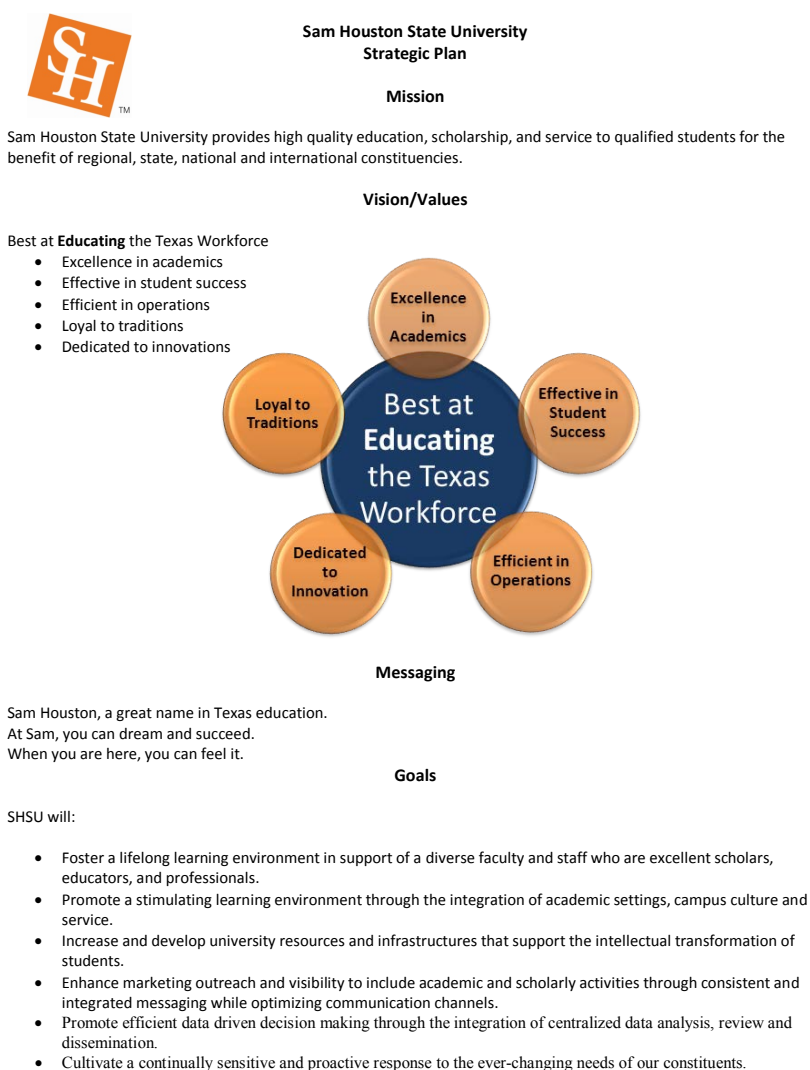 SH
TM
Sam Houston State University
Strategic Plan
Mission
Sam Houston State University provides high quality education, scholarship, and service to qualified students for the
benefit of regional, state, national and international constituencies.
Vision/Values
Best at Educating the Texas Workforce
• Excellence in academics
• Effective in student success
• Efficient in operations
• Loyal to traditions
• Dedicated to innovations
Excellence
in
Academics
Effective in
Student
Success
Efficient in
Operations
Dedicated
to
Innovation
Loyal to
Traditions
Best at
Educating
the Texas
Workforce
Messaging
Sam Houston, a great name in Texas education.
At Sam, you can dream and succeed.
When you are here, you can feel it.
Goals
SHSU will:
• Foster a lifelong learning environment in support of a diverse faculty and staff who are excellent scholars,
educators, and professionals.
• Promote a stimulating learning environment through the integration of academic settings, campus culture and
service.
• Increase and develop university resources and infrastructures that support the intellectual transformation of
students.
• Enhance marketing outreach and visibility to include academic and scholarly activities through consistent and
integrated messaging while optimizing communication channels.
• Promote efficient data driven decision making through the integration of centralized data analysis, review and
dissemination.
• Cultivate a continually sensitive and proactive response to the ever-changing needs of our constituents.